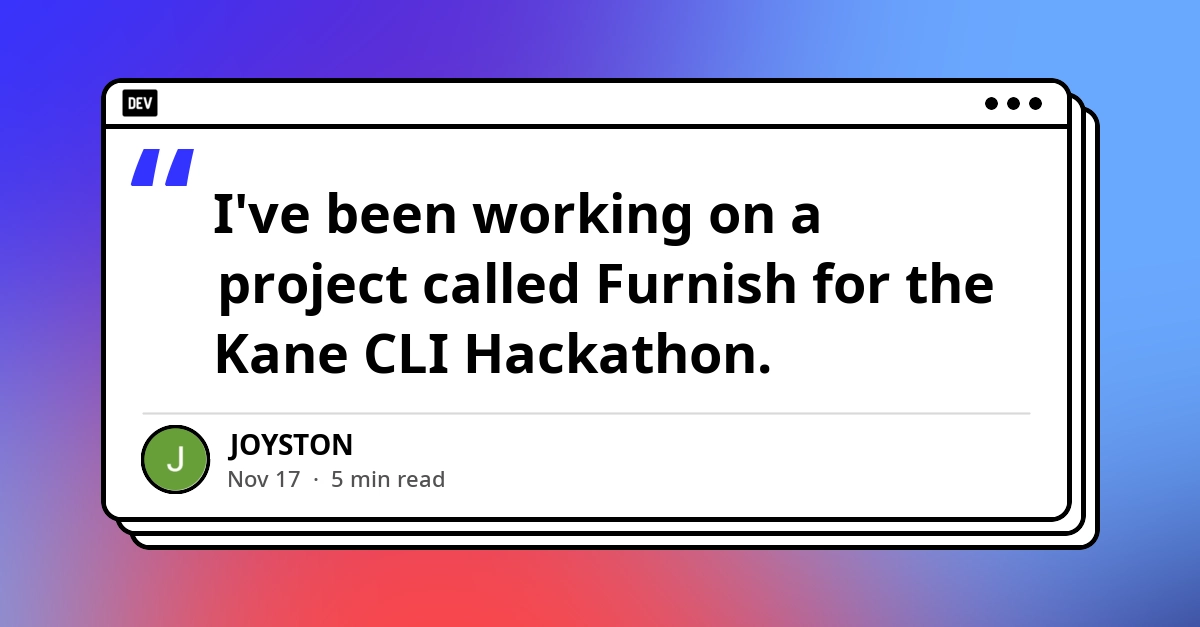 DEV
“
I've been working on a
project called Furnish for the
Kane CLI Hackathon.
J
JOYSTON
Nov 17 · 5 min read